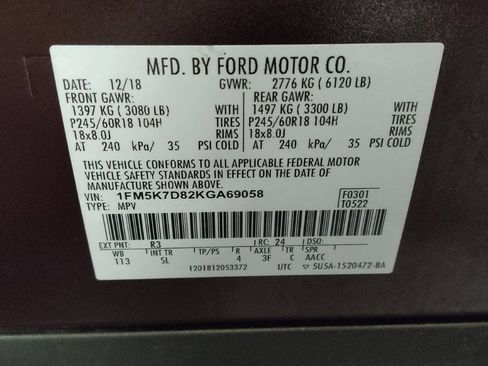 MFD. BY FORD MOTOR CO.
DATE: 12/18 GVWR: 2776 KG ( 6120 LB)
FRONT GAWR: REAR GAWR:
1397 KG ( 3080 LB) WITH 1497 KG ( 3300 LB) WITH
P245/60R18 104H TIRES P245/60R18 104H TIRES
18x8.0J RIMS 18x8.0J RIMS
AT 240 kPa/ 35 PSI COLD AT 240 kPa/ 35 PSI COLD
THIS VEHICLE CONFORMS TO ALL APPLICABLE FEDERAL MOTOR
VEHICLE SAFETY STANDARDS IN EFFECT ON THE DATE OF
MANUFACTURE SHOWN ABOVE.
VIN: 1FM5K7D82KGA69058 F0301
TYPE: MPV T0522
EXT PNT: R3 RC: 24 DSO:
WB INT TR TP/PS R AXLE TR SPR
113 SL 4 3F C AACC
1201812053372 UTC ▽ 5U5A-1520472-BA